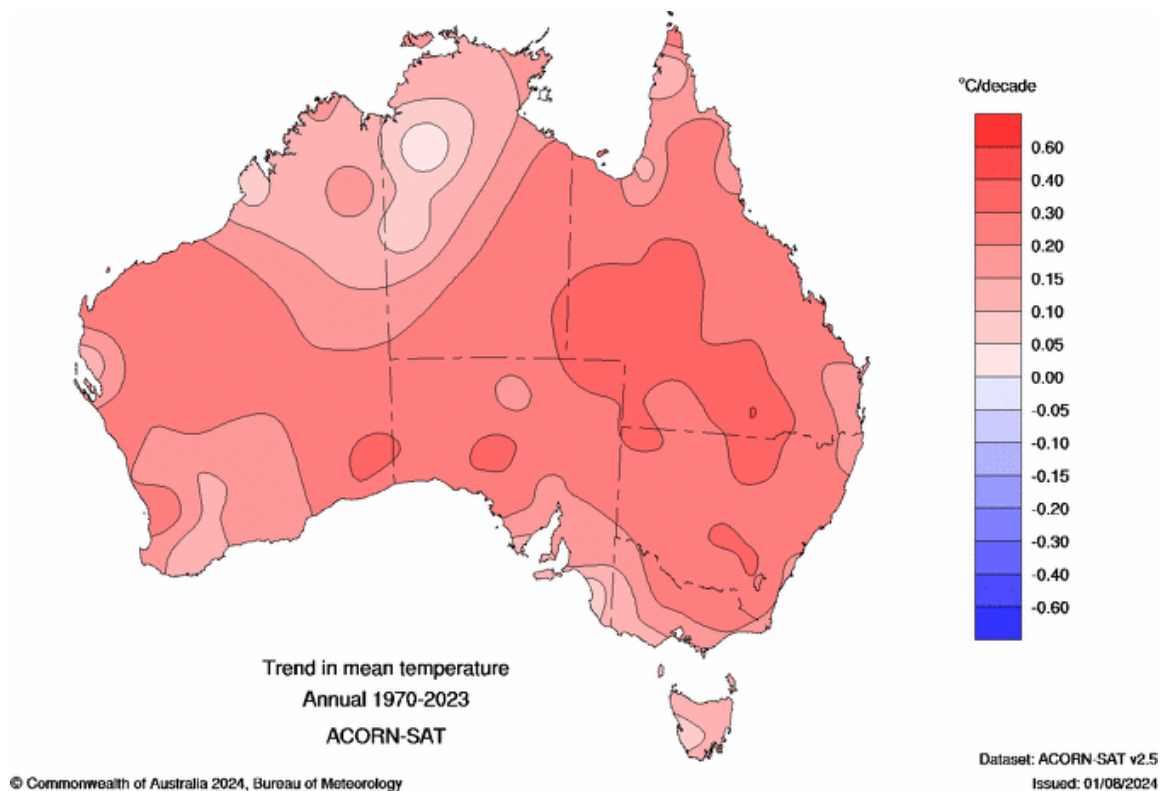 °C/decade
0.60
0.40
0.30
0.20
0.15
0.10
0.05
0.00
-0.05
-0.10
-0.15
-0.20
-0.30
-0.40
-0.60
Trend in mean temperature
Annual 1970-2023
ACORN-SAT
Dataset: ACORN-SAT v2.5
© Commonwealth of Australia 2024, Bureau of Meteorology
Issued: 01/08/2024